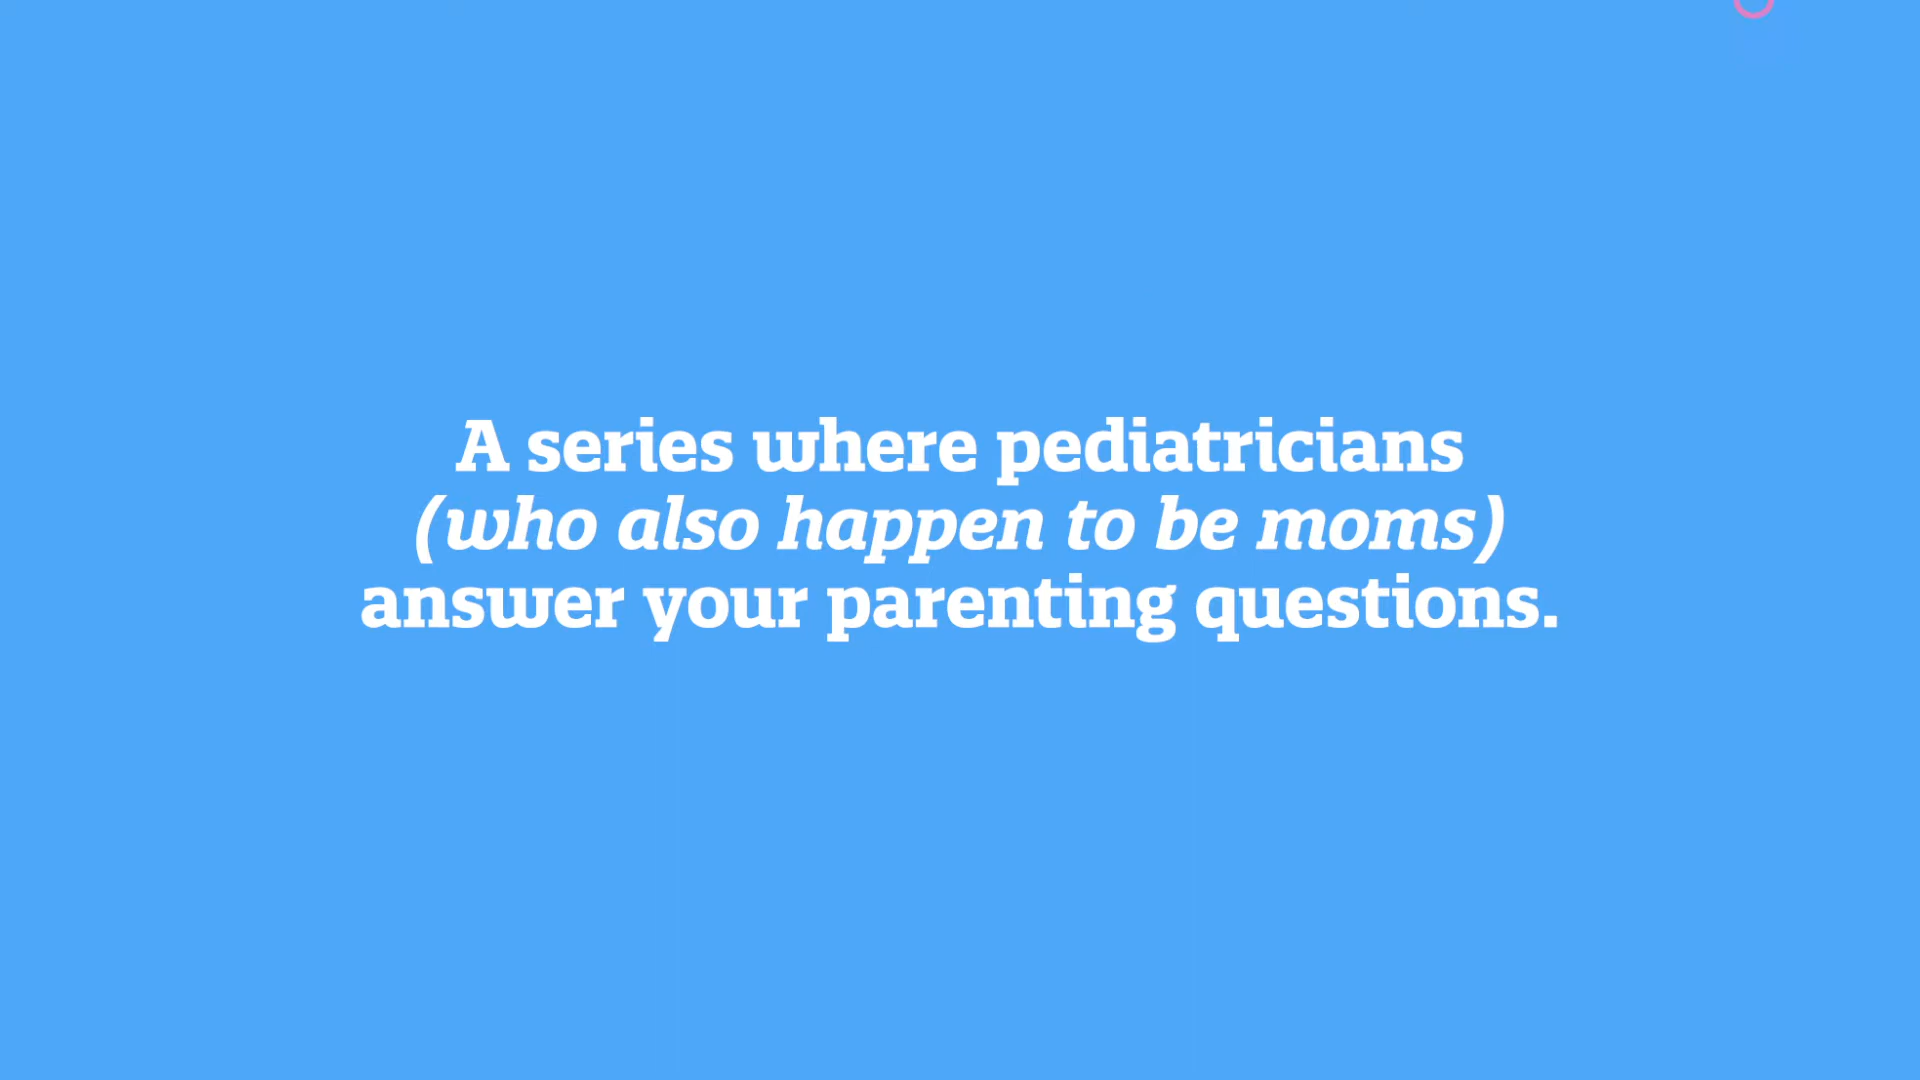 A series where pediatricians
(who also happen to be moms)
answer your parenting questions.